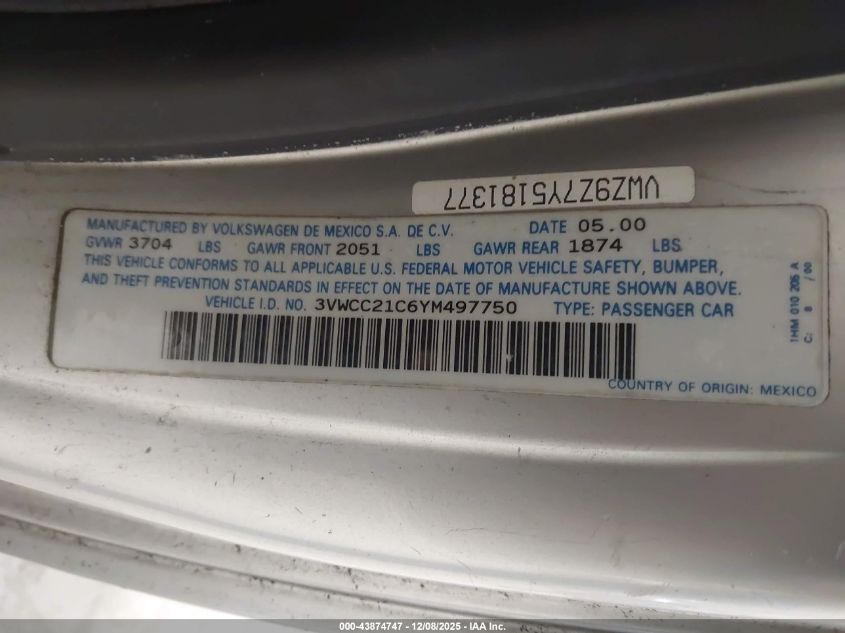 VWZ9Z7Y5181377
MANUFACTURED BY VOLKSWAGEN DE MEXICO S.A. DE C.V. DATE 05.00
GVWR 3704 LBS GAWR FRONT 2051 LBS GAWR REAR 1874 LBS
THIS VEHICLE CONFORMS TO ALL APPLICABLE U.S. FEDERAL MOTOR VEHICLE SAFETY, BUMPER,
AND THEFT PREVENTION STANDARDS IN EFFECT ON THE DATE OF MANUFACTURE SHOWN ABOVE.
VEHICLE I.D. NO. 3VWCC21C6YM497750 TYPE: PASSENGER CAR
COUNTRY OF ORIGIN: MEXICO
1HM 010 205 A
C: 8 / 00
000-43874747 - 12/08/2025 - IAA Inc.